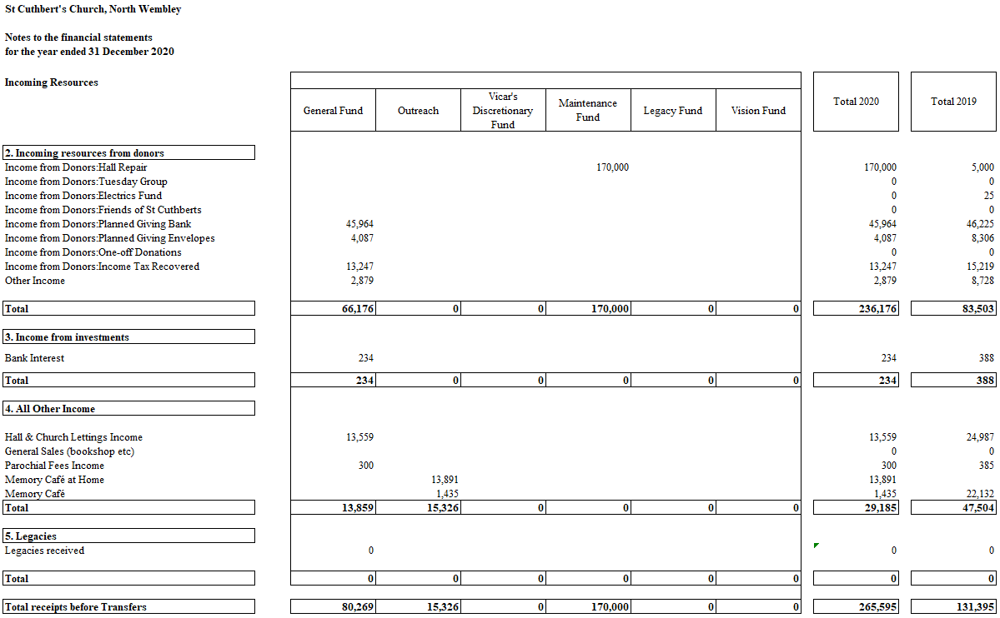 St Cuthbert's Church, North Wembley
Notes to the financial statements
for the year ended 31 December 2020
Incoming Resources
General Fund Outreach Vicar's Discretionary Fund Maintenance Fund Legacy Fund Vision Fund Total 2020 Total 2019
2. Incoming resources from donors
Income from Donors:Hall Repair 170,000 170,000 5,000
Income from Donors:Tuesday Group 0 0
Income from Donors:Electrics Fund 0 25
Income from Donors:Friends of St Cuthberts 0 0
Income from Donors:Planned Giving Bank 45,964 45,964 46,225
Income from Donors:Planned Giving Envelopes 4,087 4,087 8,306
Income from Donors:One-off Donations 0 0
Income from Donors:Income Tax Recovered 13,247 13,247 15,219
Other Income 2,879 2,879 8,728
Total 66,176 0 0 170,000 0 0 236,176 83,503
3. Income from investments
Bank Interest 234 234 388
Total 234 0 0 0 0 0 234 388
4. All Other Income
Hall & Church Lettings Income 13,559 13,559 24,987
General Sales (bookshop etc) 0 0
Parochial Fees Income 300 300 385
Memory Café at Home 13,891 13,891
Memory Café 1,435 1,435 22,132
Total 13,859 15,326 0 0 0 0 29,185 47,504
5. Legacies
Legacies received 0 0 0
Total 0 0 0 0 0 0 0 0
Total receipts before Transfers 80,269 15,326 0 170,000 0 0 265,595 131,395